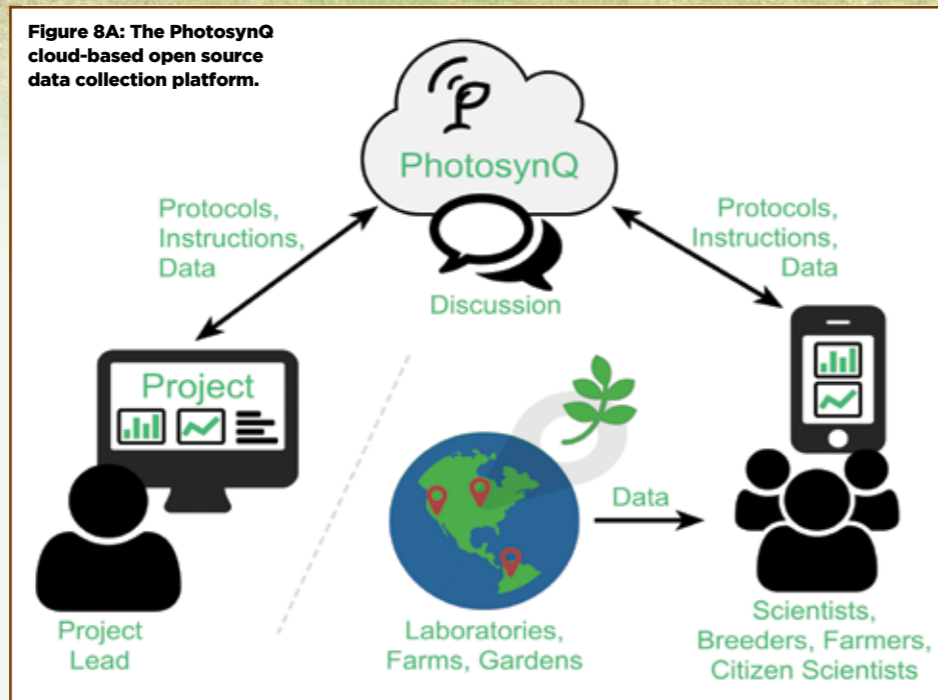 Figure 8A: The PhotosynQ
cloud-based open source
data collection platform.
PhotosynQ
Protocols,
Instructions,
Data
Protocols,
Instructions,
Data
Discussion
Project
Data
Project
Lead
Laboratories,
Farms, Gardens
Scientists,
Breeders, Farmers,
Citizen Scientists